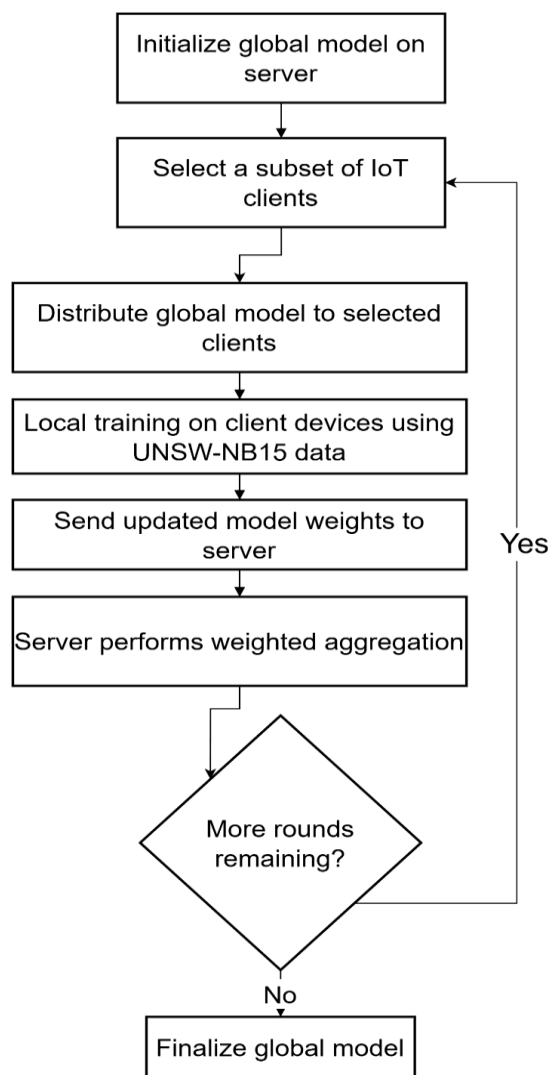 Initialize global model on
server
Select a subset of IoT
clients
Distribute global model to selected
clients
Local training on client devices using
UNSW-NB15 data
Send updated model weights to
server
Yes
Server performs weighted aggregation
More rounds
remaining?
No
Finalize global model